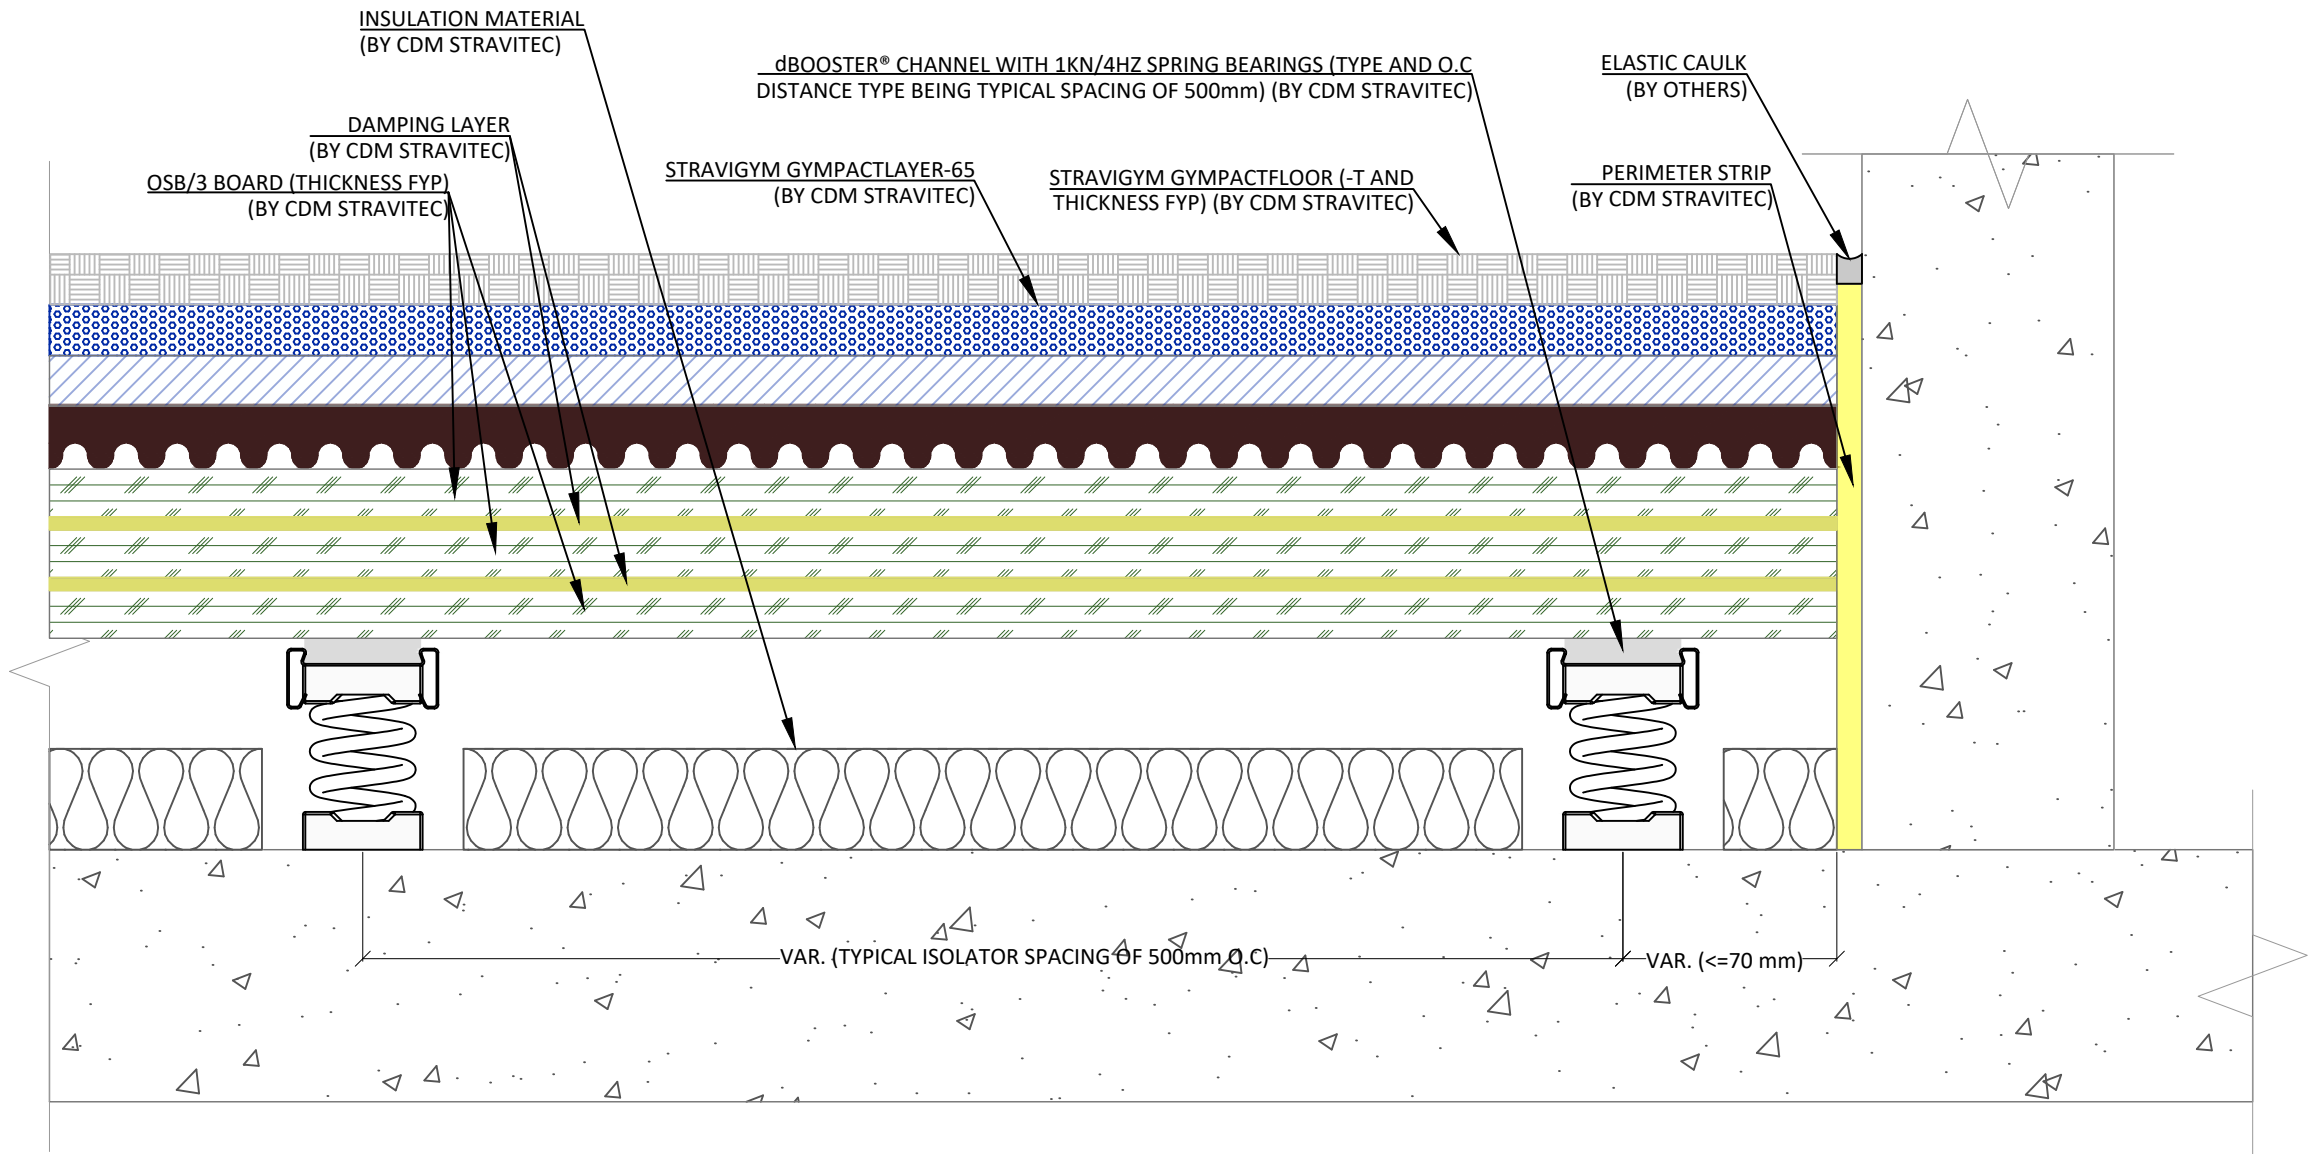 INSULATION MATERIAL
(BY CDM STRAVITEC)
dBOOSTER® CHANNEL WITH 1KN/4HZ SPRING BEARINGS (TYPE AND O.C
DISTANCE TYPE BEING TYPICAL SPACING OF 500mm) (BY CDM STRAVITEC)
ELASTIC CAULK
(BY OTHERS)
DAMPING LAYER
(BY CDM STRAVITEC)
OSB/3 BOARD (THICKNESS FYP)
(BY CDM STRAVITEC)
STRAVIGYM GYMPACTLAYER-65
(BY CDM STRAVITEC)
STRAVIGYM GYMPACTFLOOR (-T AND
THICKNESS FYP) (BY CDM STRAVITEC)
PERIMETER STRIP
(BY CDM STRAVITEC)
VAR. (TYPICAL ISOLATOR SPACING OF 500mm O.C)
VAR. (<=70 mm)